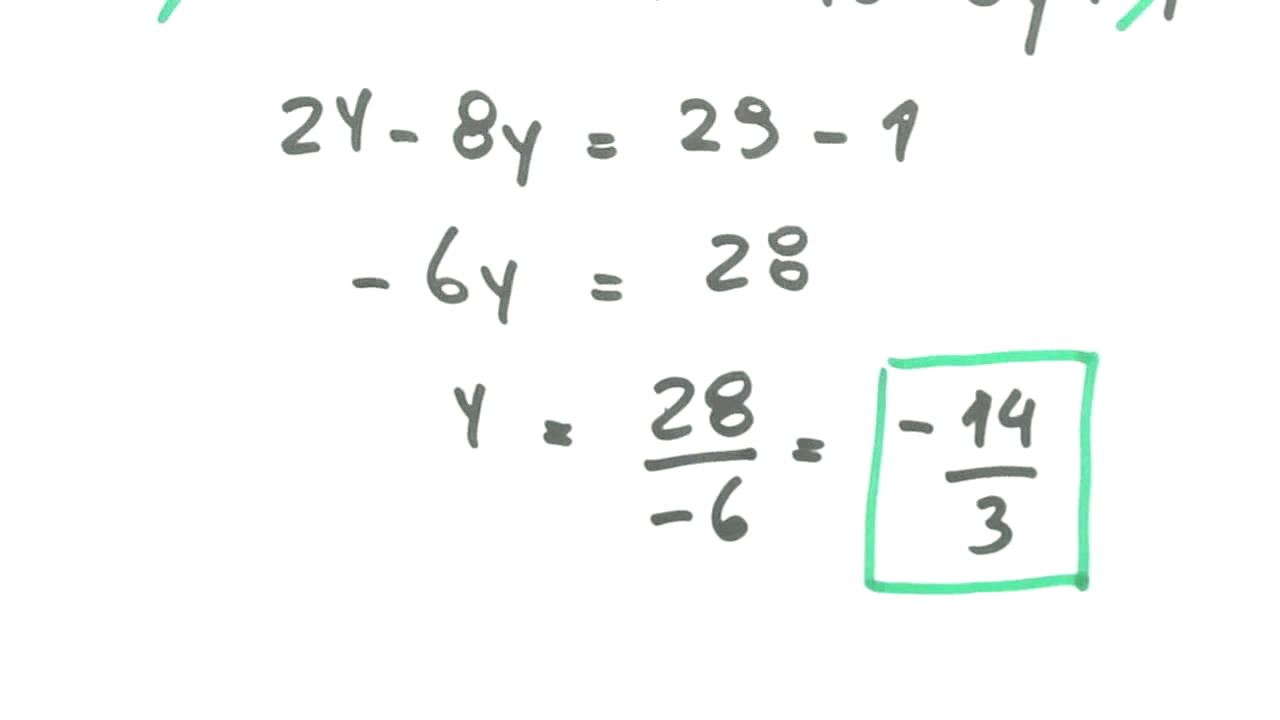 2y - 8y = 29 - 1
- 6y = 28
y = 28/-6 = -14/3